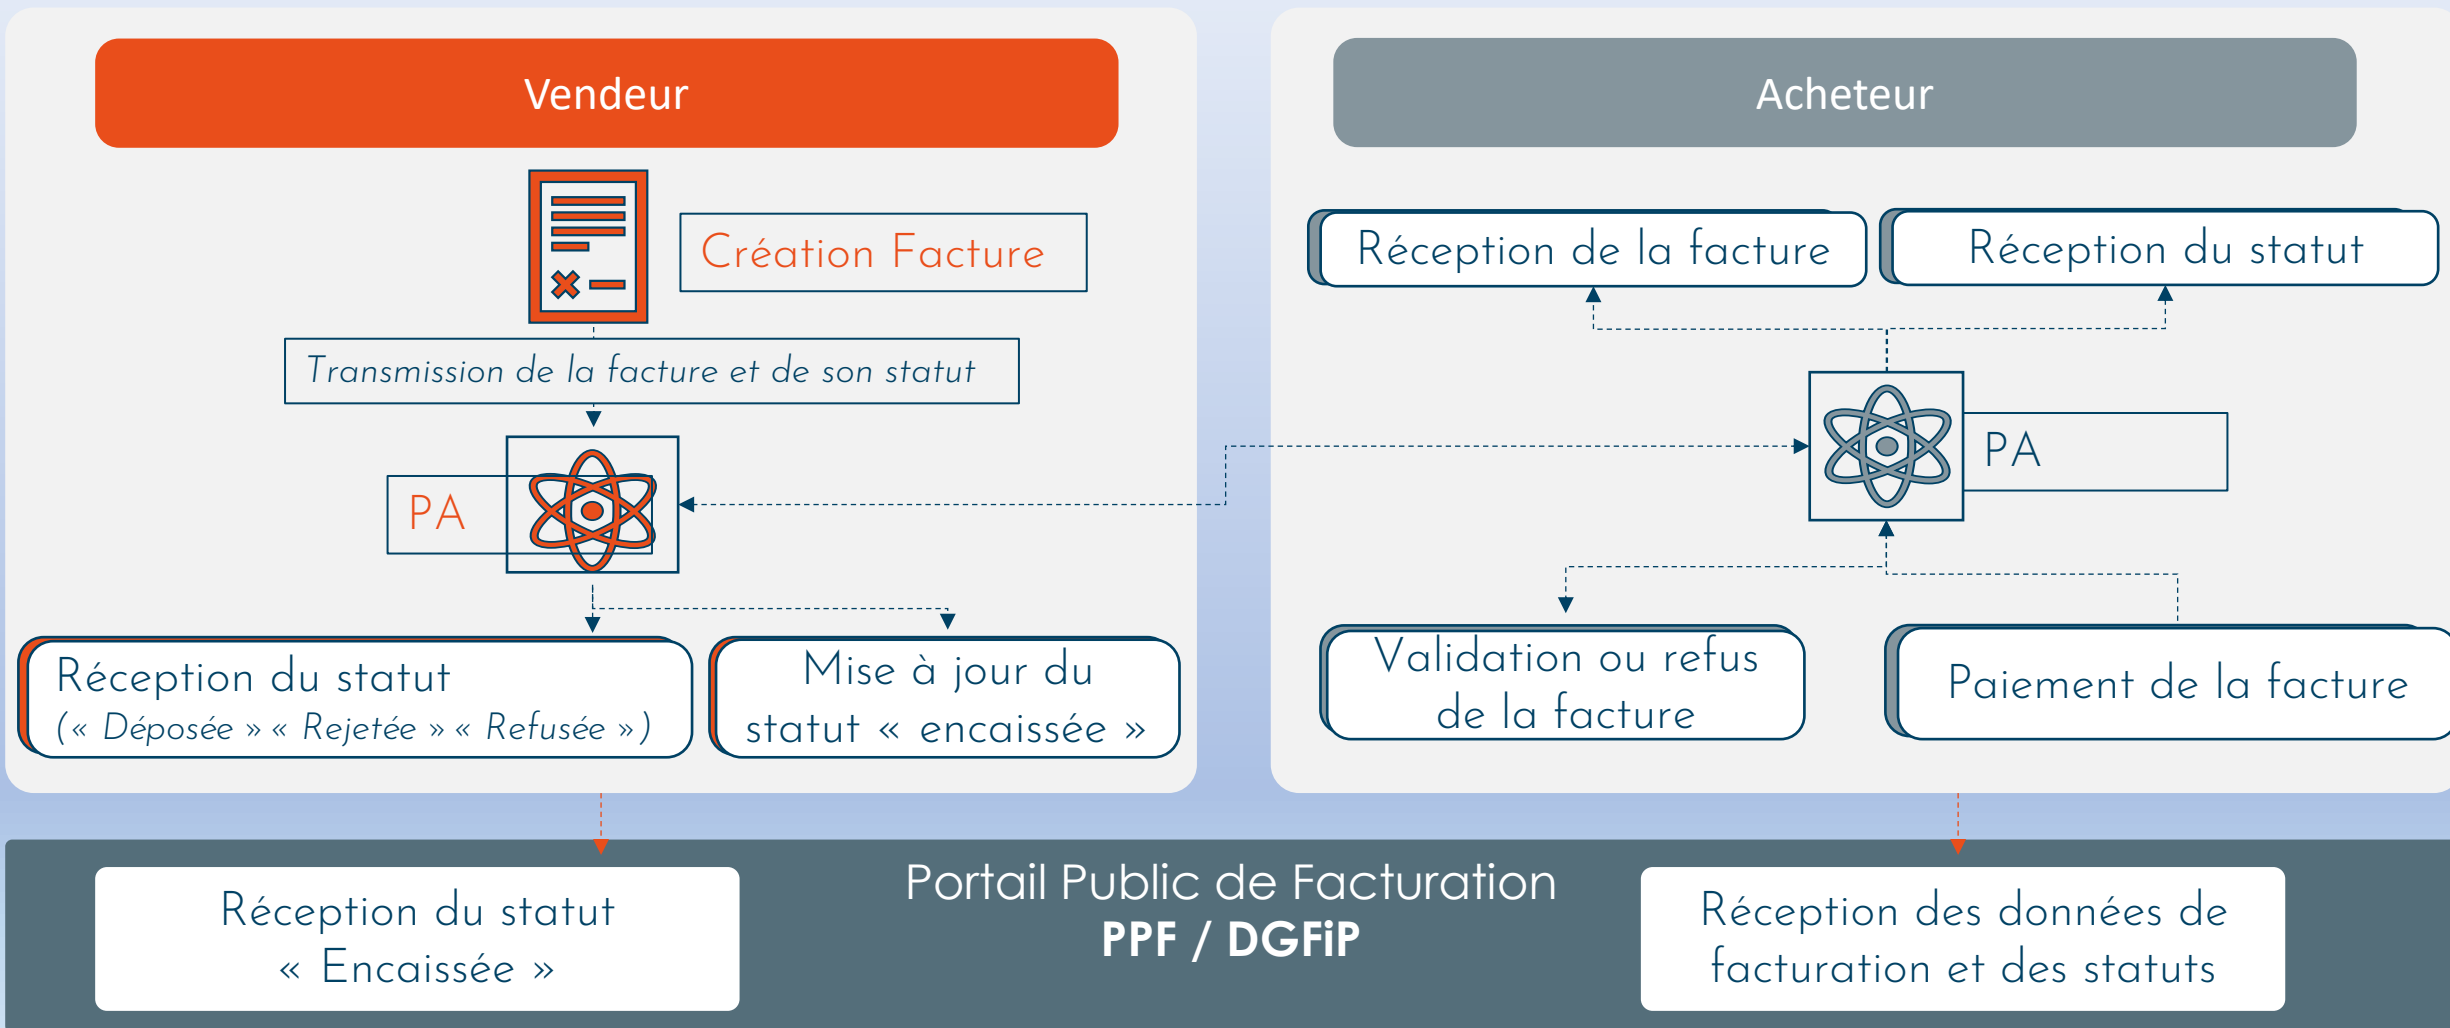 Vendeur
Création Facture
Transmission de la facture et de son statut
PA
Réception du statut
(« Déposée » « Rejetée » « Refusée »)
Mise à jour du
statut « encaissée »
Acheteur
Réception de la facture
Réception du statut
PA
Validation ou refus
de la facture
Paiement de la facture
Réception du statut
« Encaissée »
Portail Public de Facturation
PPF / DGFiP
Réception des données de
facturation et des statuts